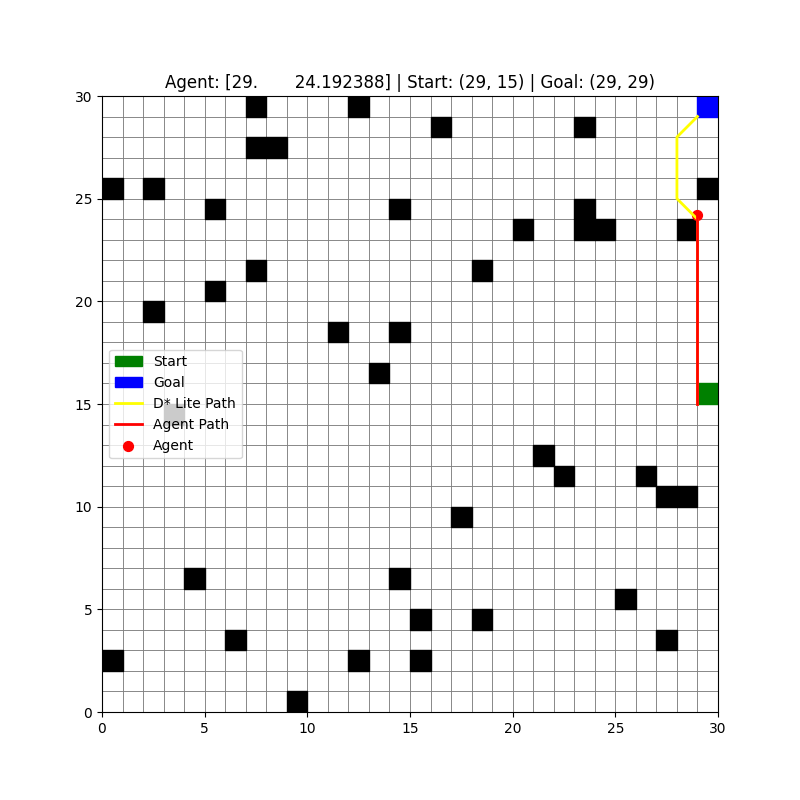 Agent: [29.       24.192388] | Start: (29, 15) | Goal: (29, 29)
30
25
20
15
10
5
0
Start
Goal
D* Lite Path
Agent Path
Agent
0 5 10 15 20 25 30